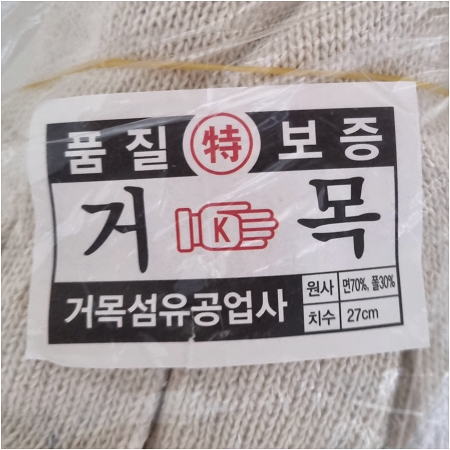 품질 特 보증
거 K 목
거목섬유공업사
원사 면70%, 폴30%
치수 27cm